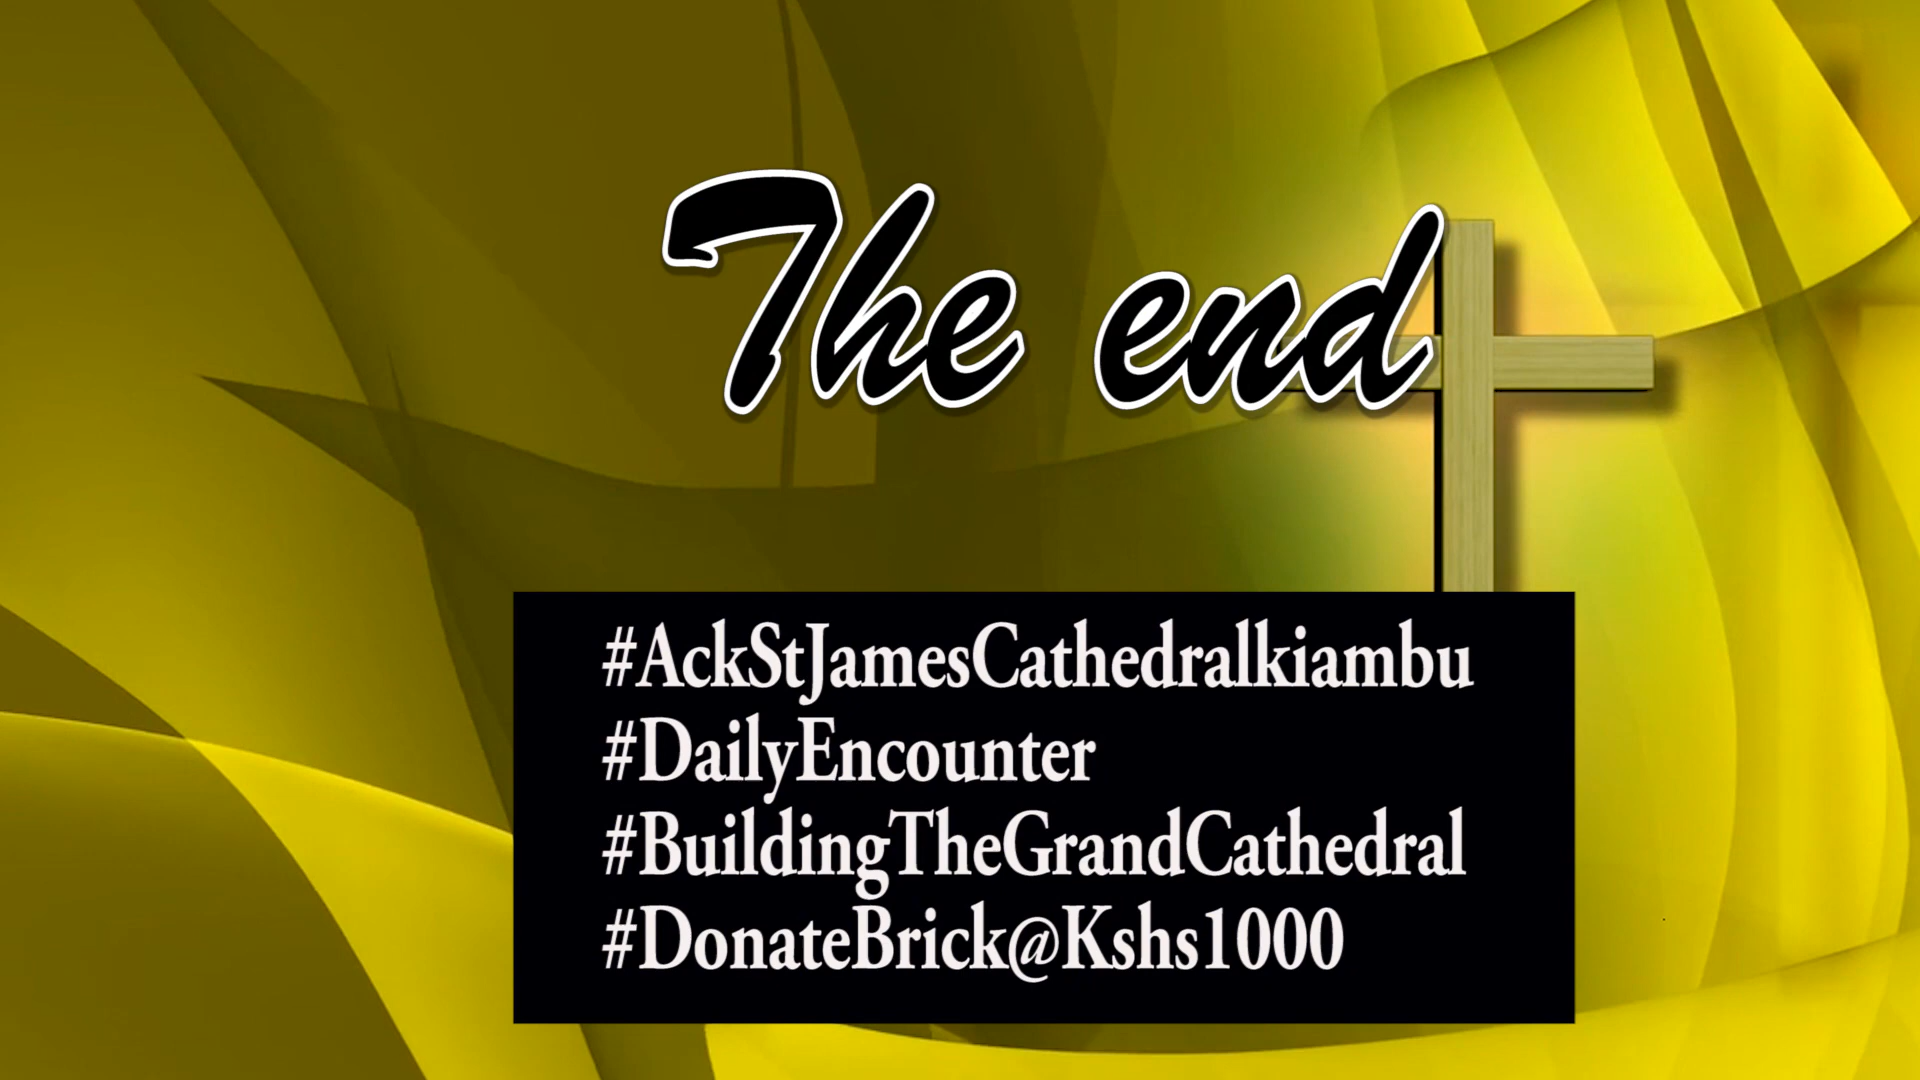 The end
#AckStJamesCathedralkiambu
#DailyEncounter
#BuildingTheGrandCathedral
#DonateBrick@Kshs1000